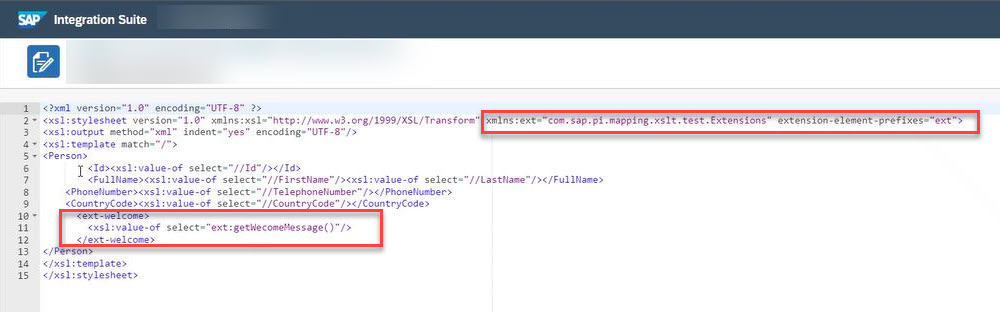 SAP Integration Suite
1 <?xml version="1.0" encoding="UTF-8" ?>
2 <xsl:stylesheet version="1.0" xmlns:xsl="http://www.w3.org/1999/XSL/Transform" xmlns:ext="com.sap.pi.mapping.xslt.test.Extensions" extension-element-prefixes="ext">
3 <xsl:output method="xml" indent="yes" encoding="UTF-8"/>
4 <xsl:template match="/">
5 <Person>
6 <Id><xsl:value-of select="//Id"/></Id>
7 <FullName><xsl:value-of select="//FirstName"/><xsl:value-of select="//LastName"/></FullName>
8 <PhoneNumber><xsl:value-of select="//TelephoneNumber"/></PhoneNumber>
9 <CountryCode><xsl:value-of select="//CountryCode"/></CountryCode>
10 <ext-welcome>
11 <xsl:value-of select="ext:getWecomeMessage()"/>
12 </ext-welcome>
13 </Person>
14 </xsl:template>
15 </xsl:stylesheet>